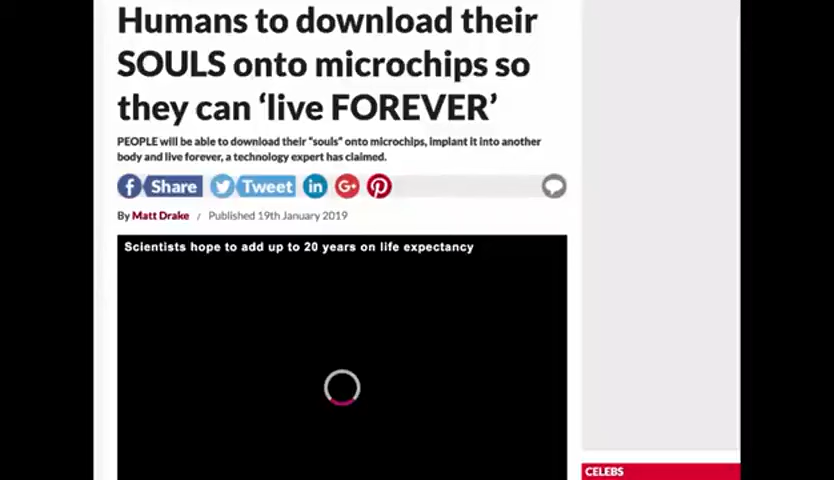 Humans to download their
SOULS onto microchips so
they can ‘live FOREVER’
PEOPLE will be able to download their "souls" onto microchips, implant it into another
body and live forever, a technology expert has claimed.
Share Tweet in G+
By Matt Drake / Published 19th January 2019
Scientists hope to add up to 20 years on life expectancy
CELEBS